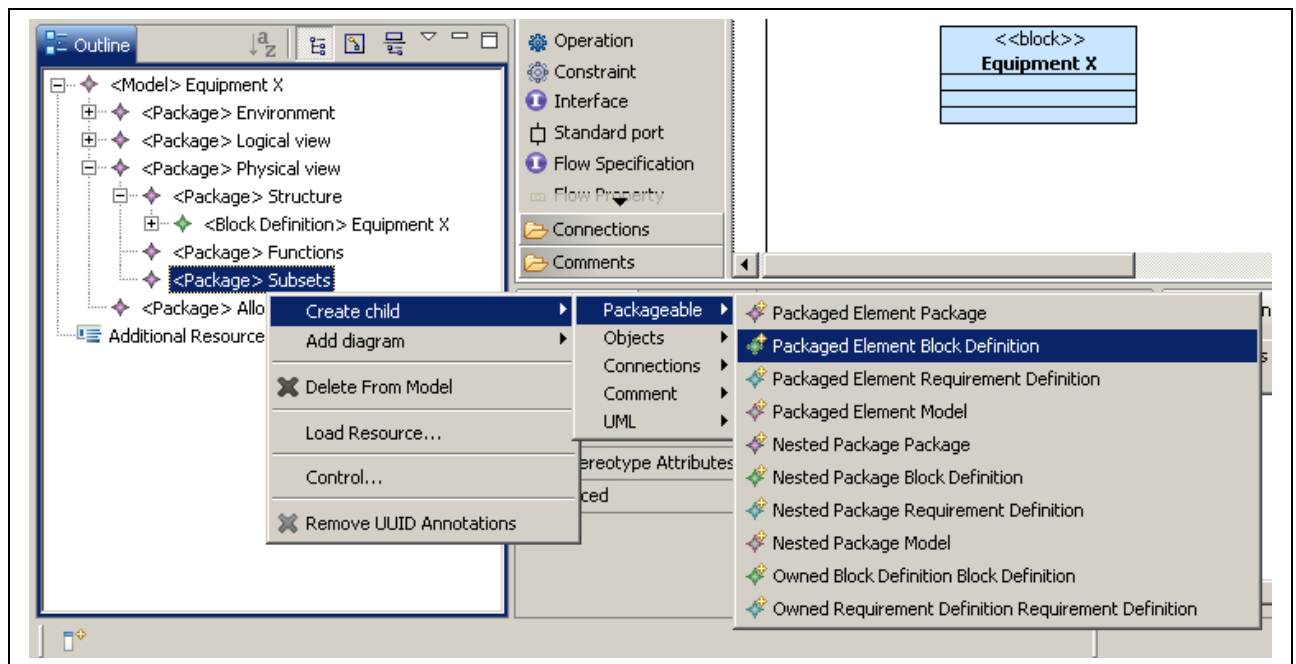 Outline
<Model> Equipment X
<Package> Environment
<Package> Logical view
<Package> Physical view
<Package> Structure
<Block Definition> Equipment X
<Package> Functions
<Package> Subsets
<Package> Allo
Additional Resource
Operation
Constraint
Interface
Standard port
Flow Specification
Flow Property
Connections
Comments
<<block>>
Equipment X
Create child
Add diagram
Delete From Model
Load Resource...
Control...
Remove UUID Annotations
Packageable
Objects
Connections
Comment
UML
ereotype Attributes
ced
Packaged Element Package
Packaged Element Block Definition
Packaged Element Requirement Definition
Packaged Element Model
Nested Package Package
Nested Package Block Definition
Nested Package Requirement Definition
Nested Package Model
Owned Block Definition Block Definition
Owned Requirement Definition Requirement Definition